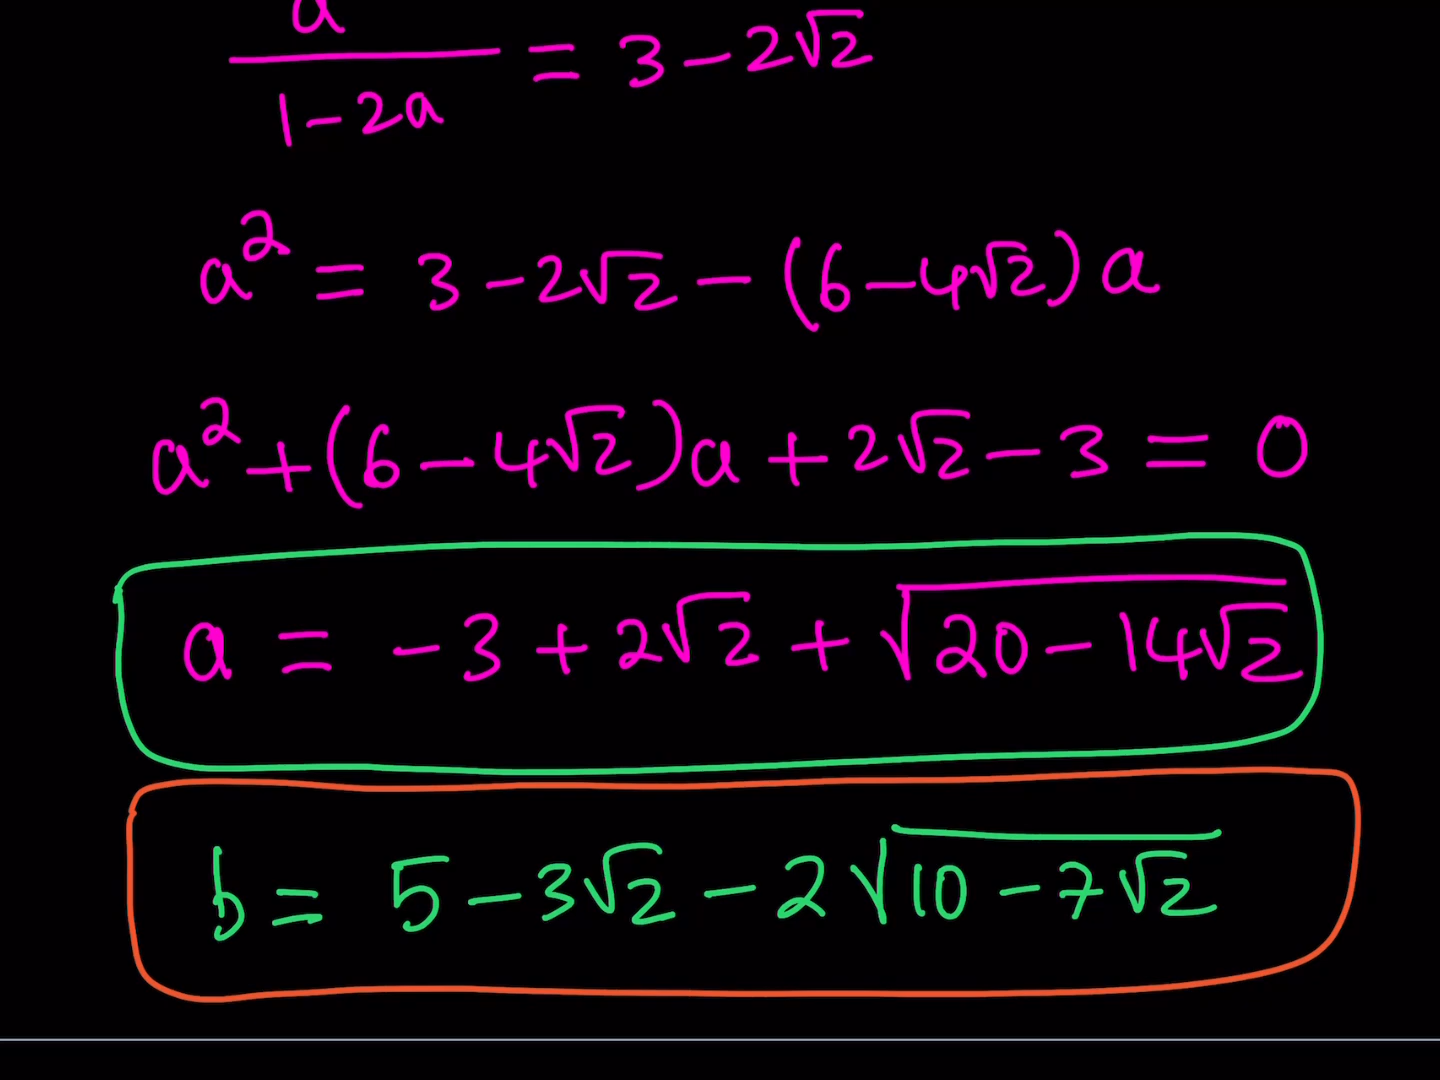 a / (1 - 2a) = 3 - 2√2
a² = 3 - 2√2 - (6 - 4√2) a
a² + (6 - 4√2) a + 2√2 - 3 = 0
a = -3 + 2√2 + √(20 - 14√2)
b = 5 - 3√2 - 2√(10 - 7√2)